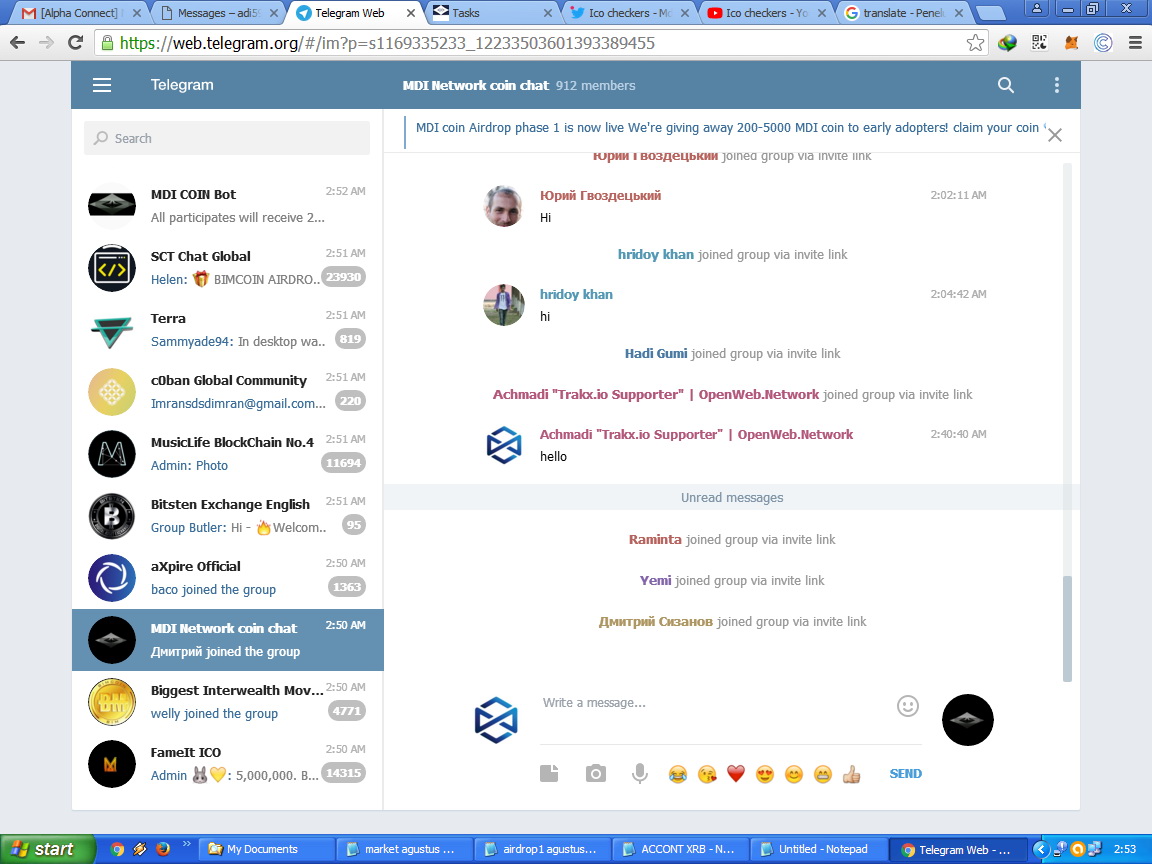 [Alpha Connect]
Messages – adi5
Telegram Web
Tasks
Ico checkers - Mo
Ico checkers - Yo
translate - Penel
https://web.telegram.org/#/im?p=s1169335233_12233503601393389455
Telegram
MDI Network coin chat 912 members
Search
MDI COIN Bot 2:52 AM
All participates will receive 2...
SCT Chat Global 2:51 AM
Helen: 🎁 BIMCOIN AIRDRO.. 23930
Terra 2:51 AM
Sammyade94: In desktop wa.. 819
c0ban Global Community 2:51 AM
Imransdsdimran@gmail.com... 220
MusicLife BlockChain No.4 2:51 AM
Admin: Photo 11694
Bitsten Exchange English 2:51 AM
Group Butler: Hi - 🔥Welcom.. 95
aXpire Official 2:50 AM
baco joined the group 1363
MDI Network coin chat 2:50 AM
Дмитрий joined the group
Biggest Interwealth Mov... 2:50 AM
welly joined the group 4771
FameIt ICO 2:50 AM
Admin 🐰💛: 5,000,000. B... 14315
MDI coin Airdrop phase 1 is now live We're giving away 200-5000 MDI coin to early adopters! claim your coin
Юрий Гвоздецький joined group via invite link
Юрий Гвоздецький 2:02:11 AM
Hi
hridoy khan joined group via invite link
hridoy khan 2:04:42 AM
hi
Hadi Gumi joined group via invite link
Achmadi "Trakx.io Supporter" | OpenWeb.Network joined group via invite link
Achmadi "Trakx.io Supporter" | OpenWeb.Network 2:40:40 AM
hello
Unread messages
Raminta joined group via invite link
Yemi joined group via invite link
Дмитрий Сизанов joined group via invite link
Write a message...
😂 😘 ❤️ 😍 😊 😁 👍 SEND
start
My Documents
market agustus ...
airdrop1 agustus...
ACCONT XRB - N...
Untitled - Notepad
Telegram Web - ...
2:53